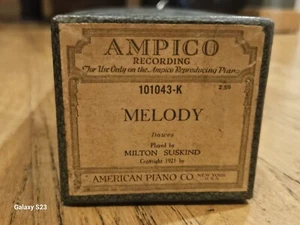 AMPICO
RECORDING
For Use Only on the Ampico Reproducing Piano
101043-K
MELODY
Dawes
Played by
MILTON SUSKIND
Copyright 1921 by
AMERICAN PIANO CO. NEW YORK
Galaxy S23